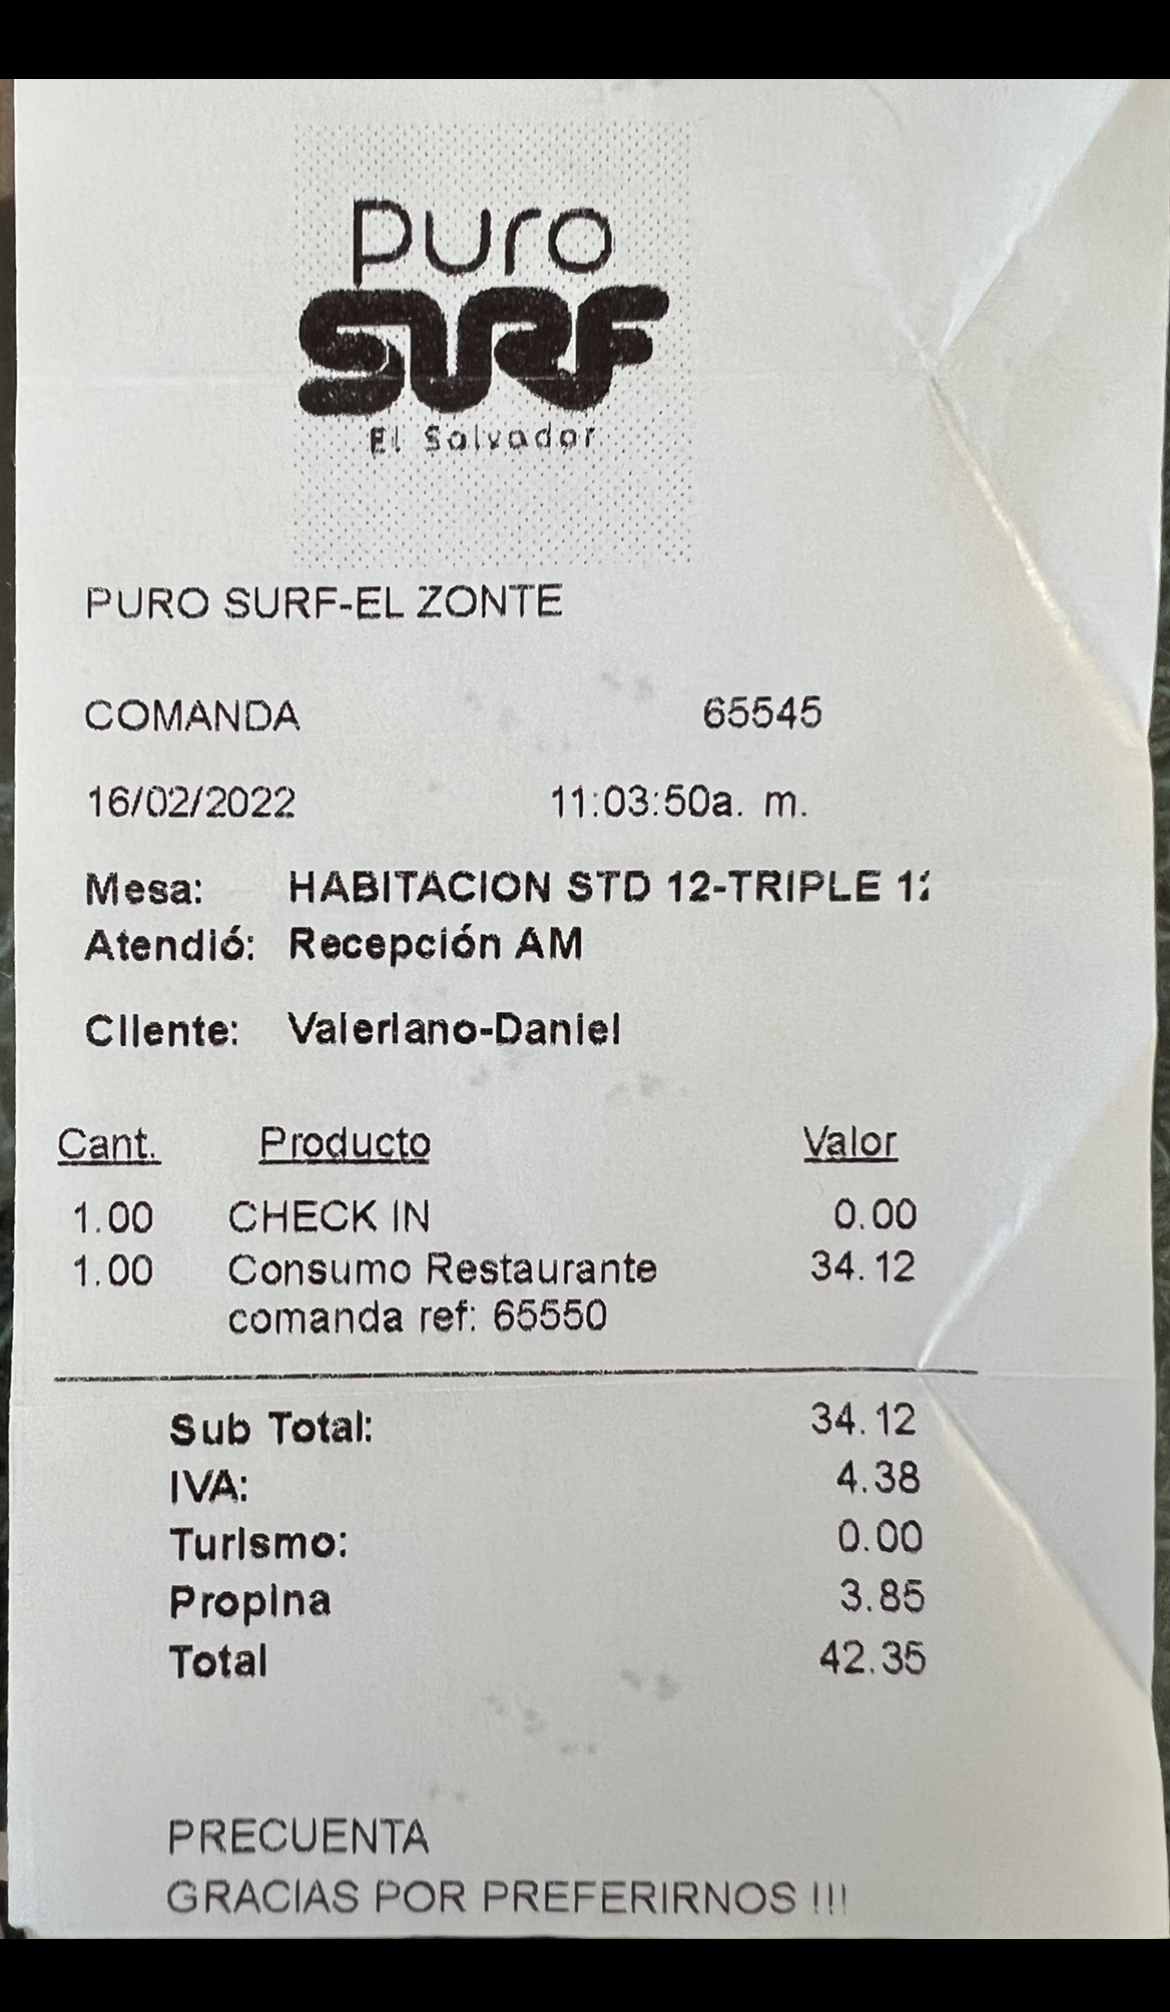 puro
SURF
El Salvador
PURO SURF-EL ZONTE
COMANDA 65545
16/02/2022 11:03:50a. m.
Mesa: HABITACION STD 12-TRIPLE
Atendió: Recepción AM
Cliente: Valeriano-Daniel
Cant. Producto Valor
1.00 CHECK IN 0.00
1.00 Consumo Restaurante 34.12
comanda ref: 65550
Sub Total: 34.12
IVA: 4.38
Turismo: 0.00
Propina 3.85
Total 42.35
PRECUENTA
GRACIAS POR PREFERIRNOS !!!